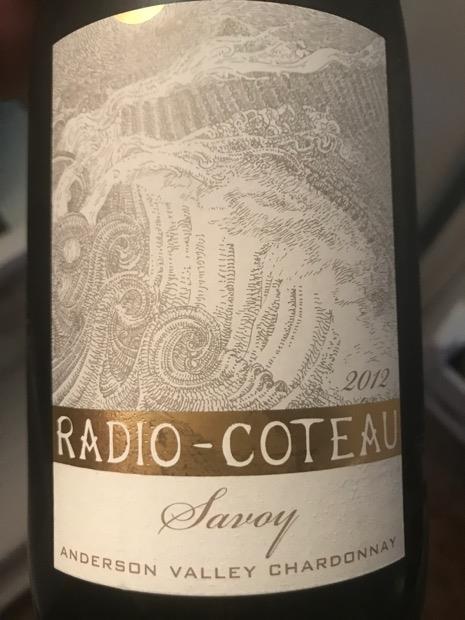 2012
RADIO-COTEAU
Savoy
ANDERSON VALLEY CHARDONNAY